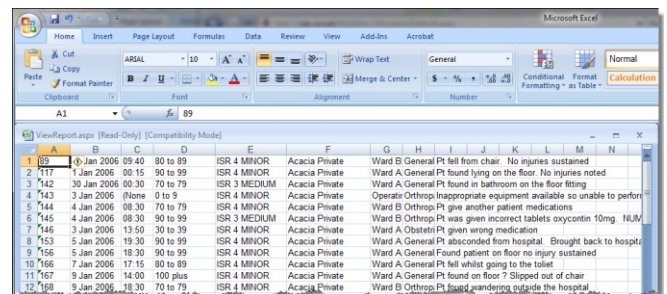 Microsoft Excel
Home Insert Page Layout Formulas Data Review View Add-Ins Acrobat
Cut ARIAL 10 A A Wrap Text General Normal
Copy
Paste Format Painter B I U A Merge & Center $ % , Conditional Formatting Format as Table Calculation
Clipboard Font Alignment Number
A1 fx 89
ViewReport.aspx [Read-Only] [Compatibility Mode]
A B C D E F G H I J K L M N
1 89 Jan 2006 09:40 80 to 89 ISR 4 MINOR Acacia Private Ward B General Pt fell from chair. No injuries sustained
2 117 1 Jan 2006 00:15 90 to 99 ISR 4 MINOR Acacia Private Ward A General Pt found lying on the floor. No injuries noted
3 142 30 Jan 2006 00:30 70 to 79 ISR 3 MEDIUM Acacia Private Ward A General Pt found in bathroom on the floor fitting
4 143 3 Jan 2006 (None 0 to 9 ISR 4 MINOR Acacia Private Operatin Orthropa Inappropriate equipment available so unable to perform
5 144 4 Jan 2006 08:30 70 to 79 ISR 4 MINOR Acacia Private Ward B Orthropa Pt give another patient medications
6 145 4 Jan 2006 08:30 90 to 99 ISR 3 MEDIUM Acacia Private Ward B Orthropa Pt was given incorrect tablets oxycontin 10mg. NUM
7 146 3 Jan 2006 13:50 30 to 39 ISR 4 MINOR Acacia Private Ward A Obstetri Pt given wrong medication
8 153 5 Jan 2006 19:30 90 to 99 ISR 4 MINOR Acacia Private Ward A General Pt absconded from hospital. Brought back to hospita
9 156 5 Jan 2006 18:30 90 to 99 ISR 4 MINOR Acacia Private Ward A General Found patient on floor no injury sustained
10 166 9 Jan 2006 17:15 80 to 89 ISR 4 MINOR Acacia Private Ward A General Pt fell whilst going to the toliet
11 167 9 Jan 2006 14:00 100 plus ISR 4 MINOR Acacia Private Ward A General Pt found on floor ? Slipped out of chair
12 168 9 Jan 2006 18:30 70 to 79 ISR 4 MINOR Acacia Private Ward B Orthropa Pt found wandering outside the hospital